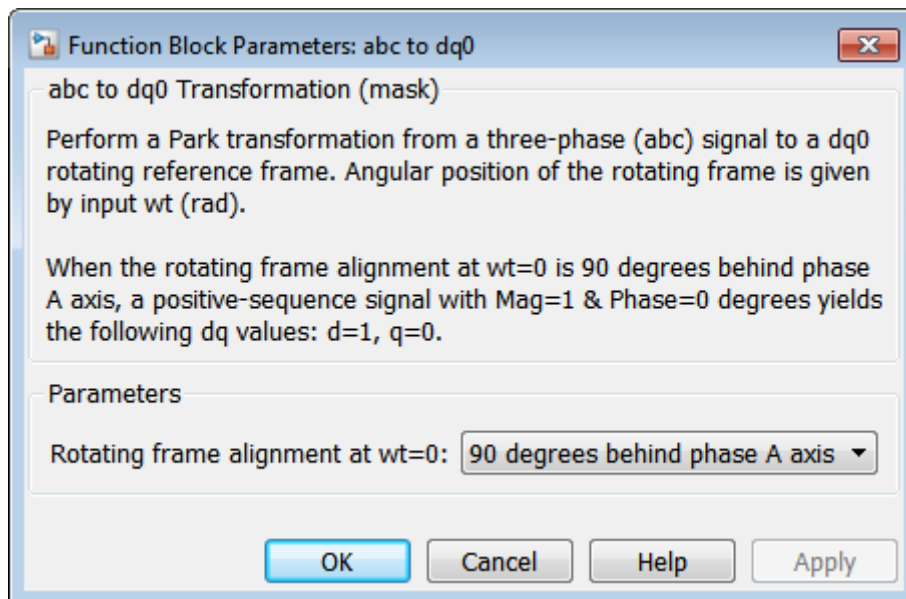 Function Block Parameters: abc to dq0
abc to dq0 Transformation (mask)
Perform a Park transformation from a three-phase (abc) signal to a dq0
rotating reference frame. Angular position of the rotating frame is given
by input wt (rad).
When the rotating frame alignment at wt=0 is 90 degrees behind phase
A axis, a positive-sequence signal with Mag=1 & Phase=0 degrees yields
the following dq values: d=1, q=0.
Parameters
Rotating frame alignment at wt=0: 90 degrees behind phase A axis
OK Cancel Help Apply